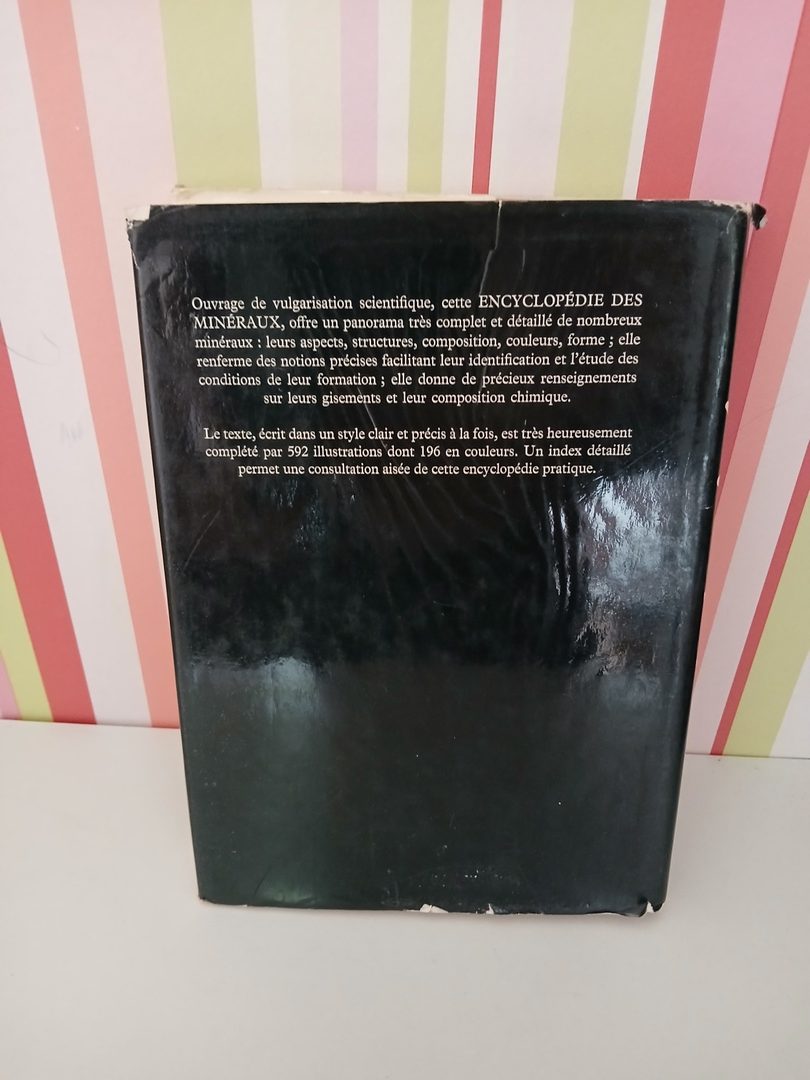 Ouvrage de vulgarisation scientifique, cette ENCYCLOPÉDIE DES
MINÉRAUX, offre un panorama très complet et détaillé de nombreux
minéraux : leurs aspects, structures, composition, couleurs, forme ; elle
renferme des notions précises facilitant leur identification et l'étude des
conditions de leur formation ; elle donne de précieux renseignements
sur leurs gisements et leur composition chimique.
Le texte, écrit dans un style clair et précis à la fois, est très heureusement
complété par 592 illustrations dont 196 en couleurs. Un index détaillé
permet une consultation aisée de cette encyclopédie pratique.